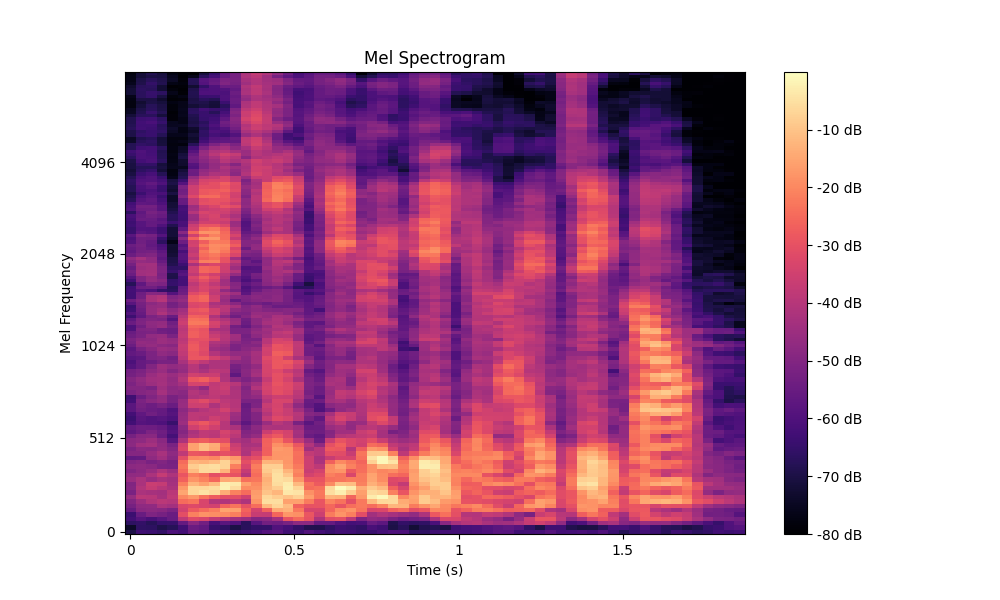 Mel Spectrogram
Mel Frequency
4096
2048
1024
512
0
0
0.5
1
1.5
Time (s)
-10 dB
-20 dB
-30 dB
-40 dB
-50 dB
-60 dB
-70 dB
-80 dB